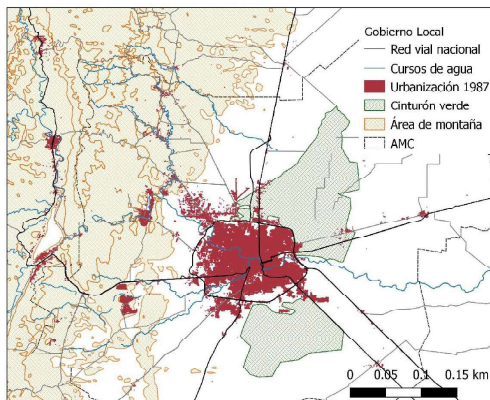 Gobierno Local
Red vial nacional
Cursos de agua
Urbanización 1987
Cinturón verde
Área de montaña
AMC
0 0.05 0.1 0.15 km